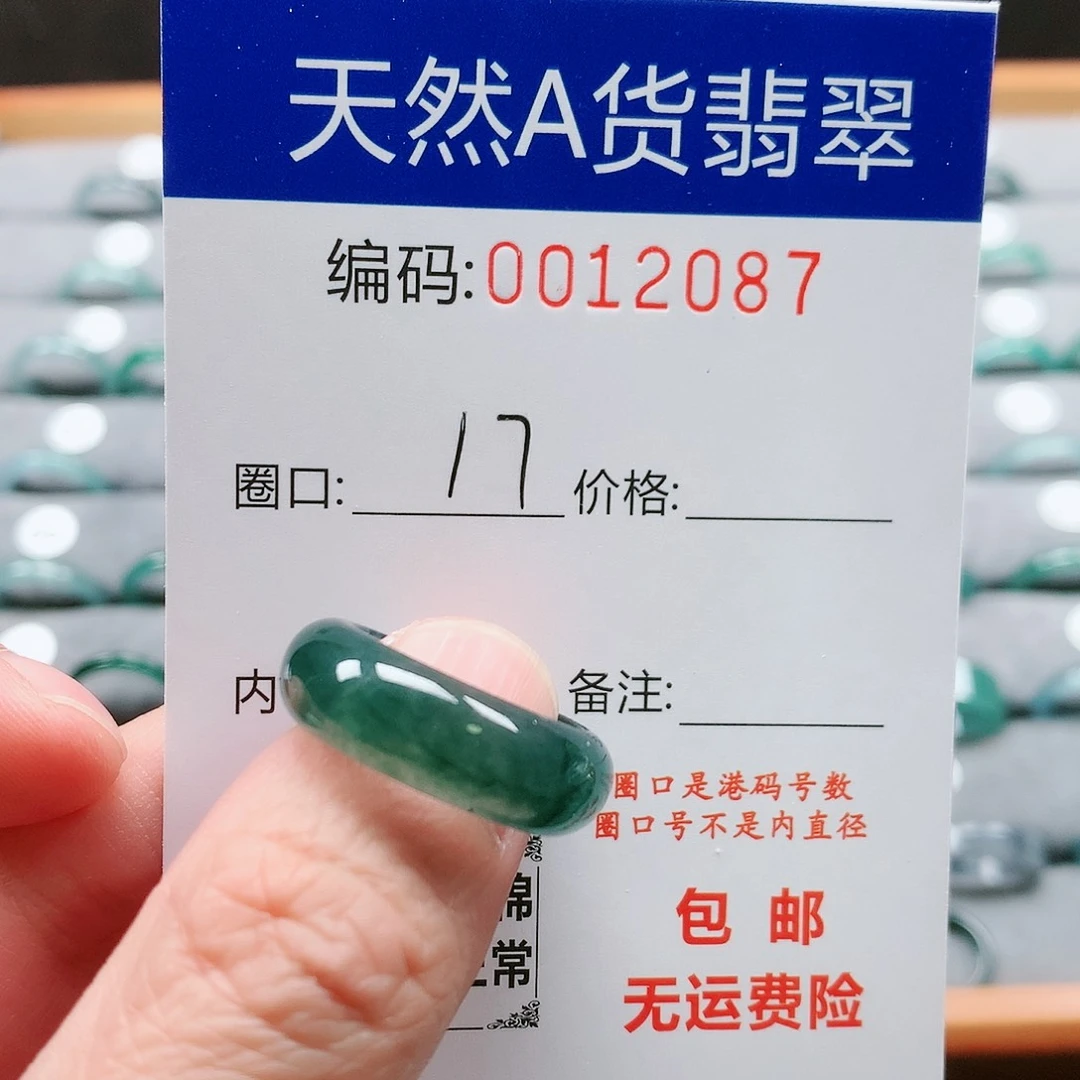 天然A货翡翠
编码:0012087
圈口: 17 价格:
内 备注:
圈口是港码号数
圈口号不是内直径
棉
包 邮
常
无运费险